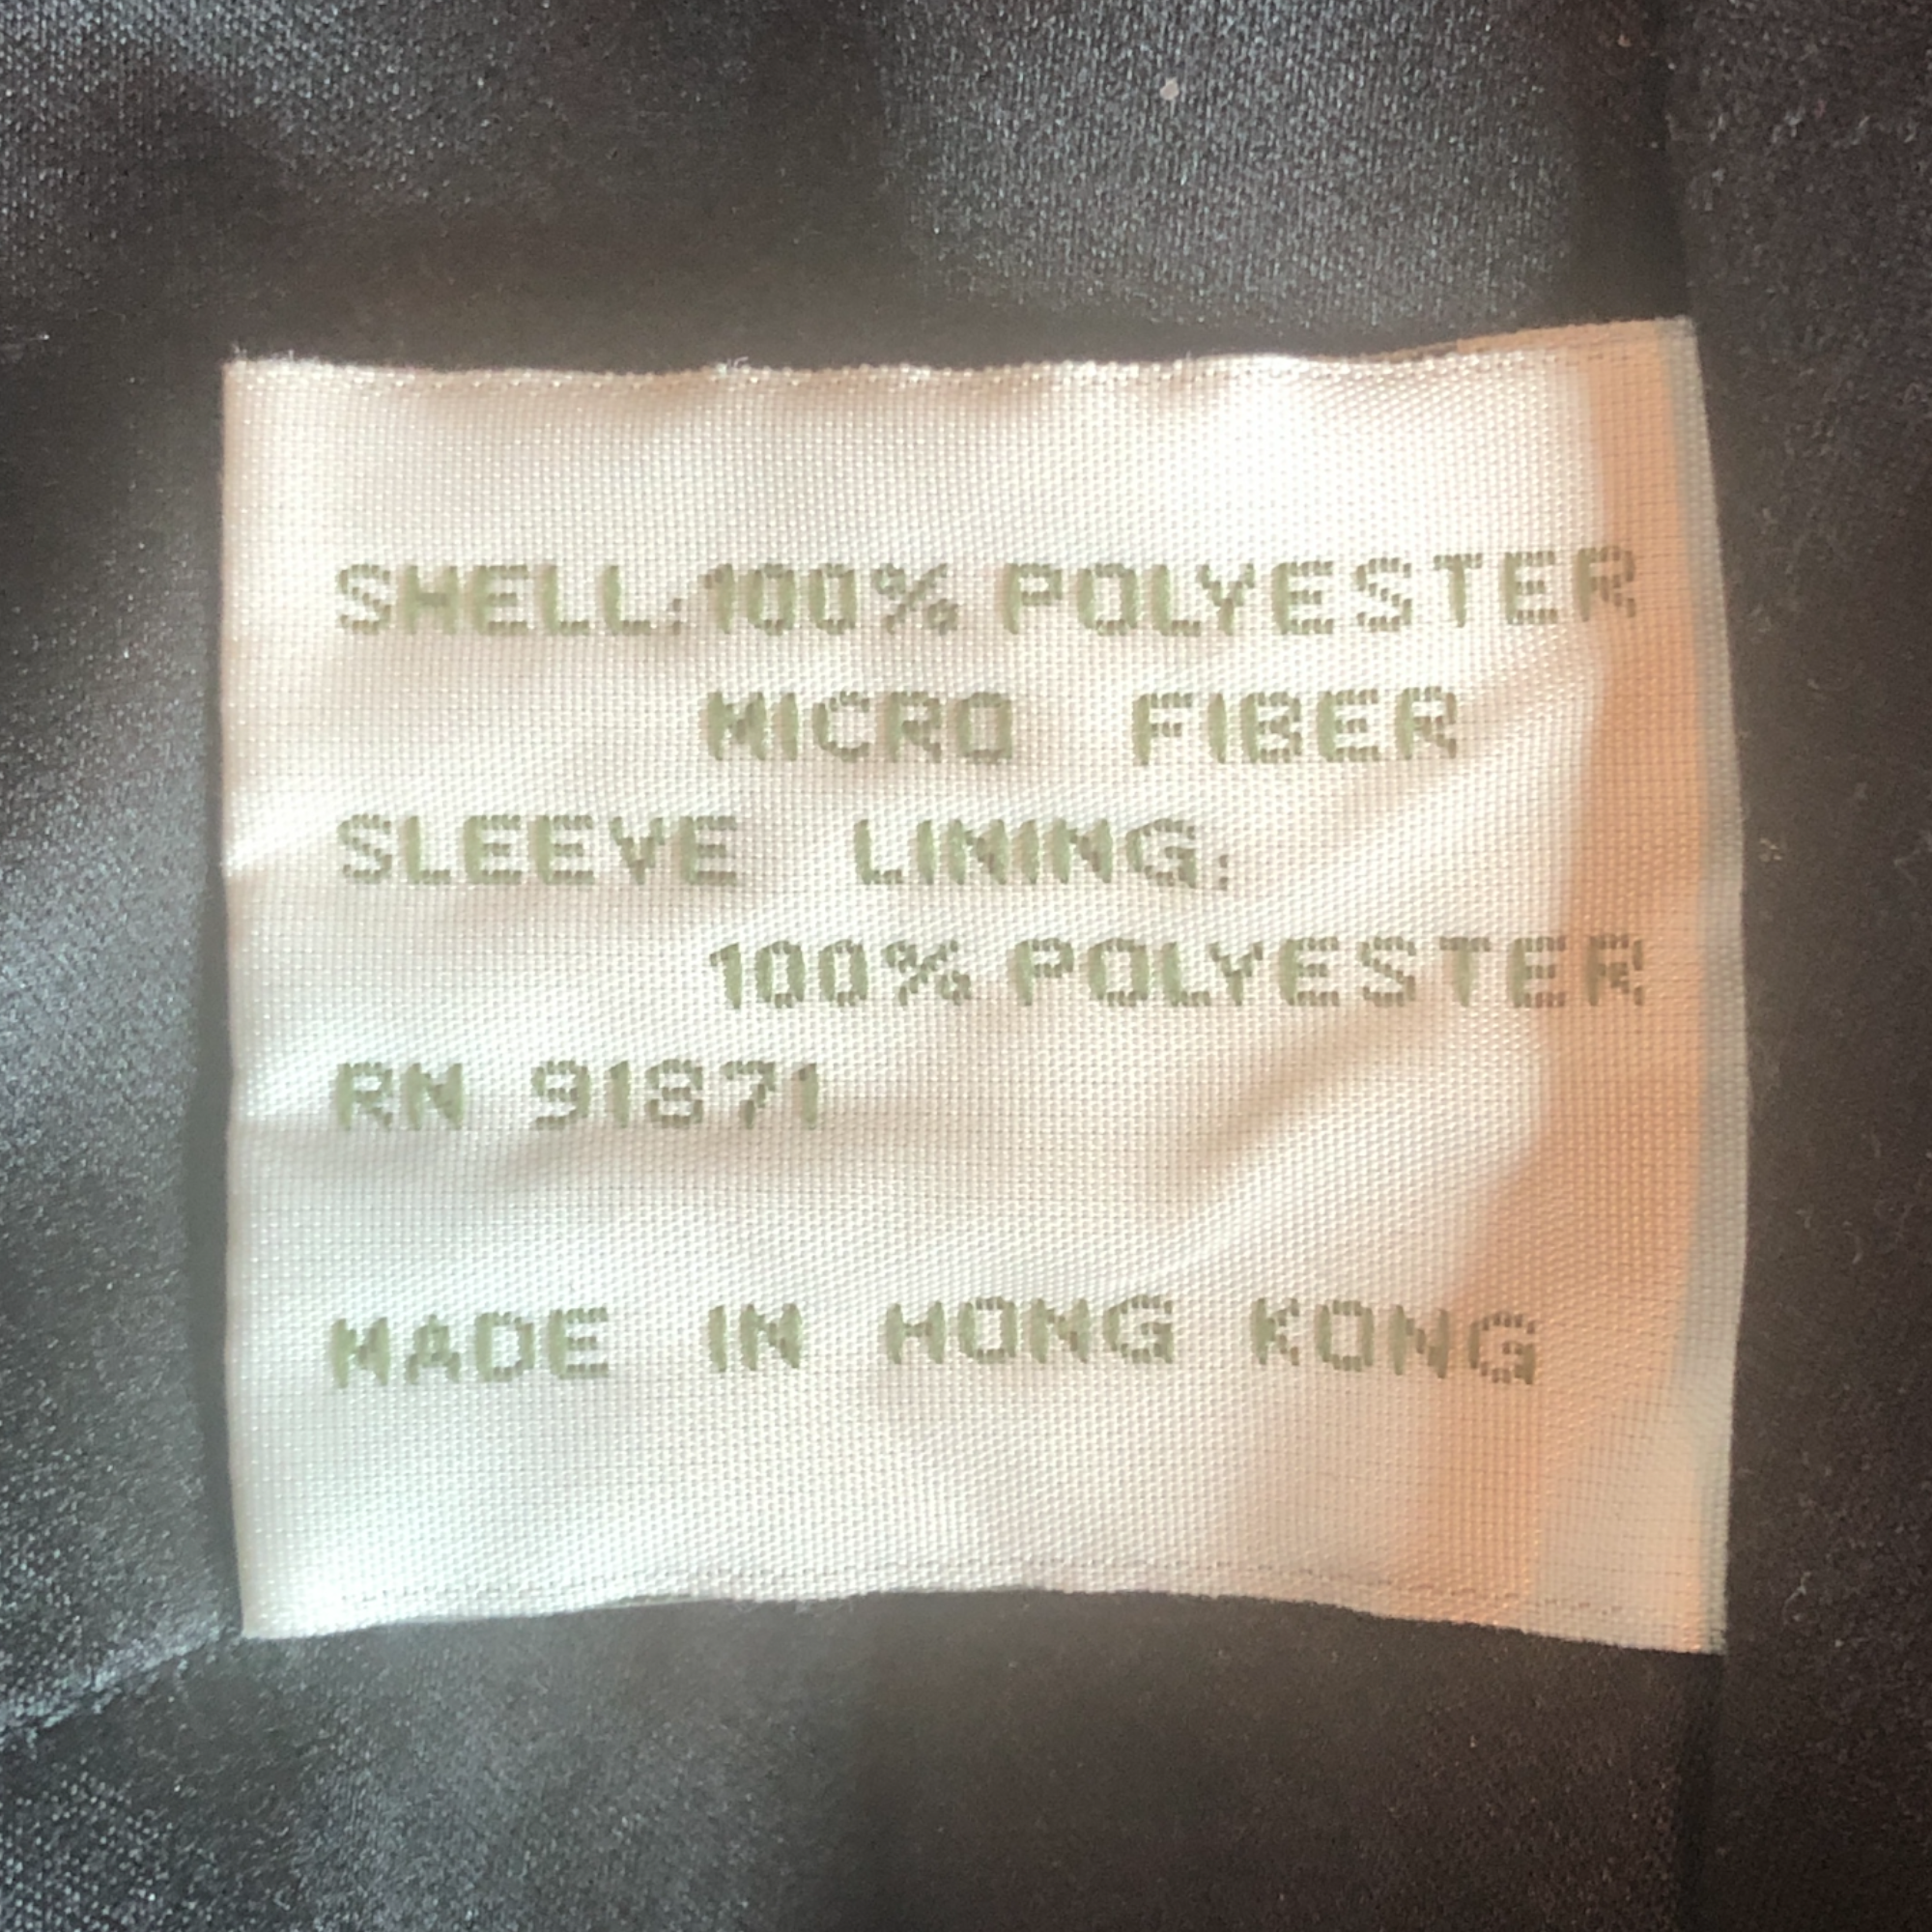 SHELL:100% POLYESTER
MICRO FIBER
SLEEVE LINING:
100% POLYESTER
RN 91871
MADE IN HONG KONG